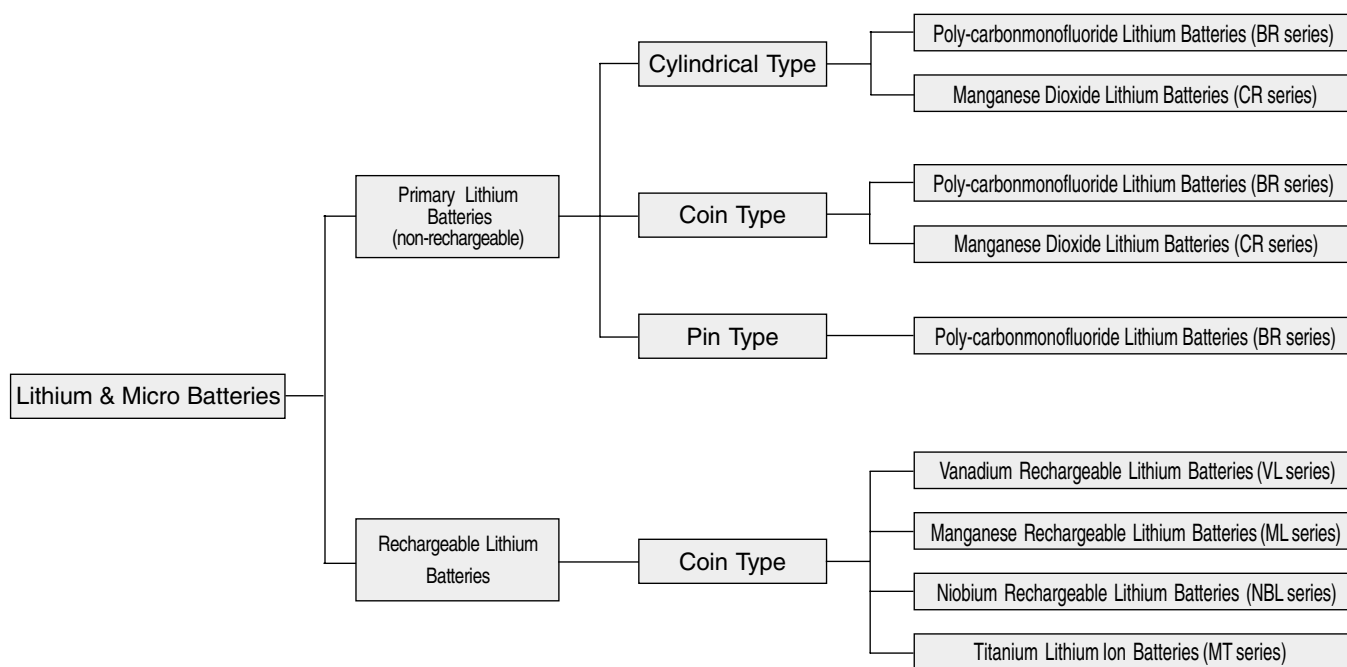 Lithium & Micro Batteries
Primary Lithium
Batteries
(non-rechargeable)
Cylindrical Type
Poly-carbonmonofluoride Lithium Batteries (BR series)
Manganese Dioxide Lithium Batteries (CR series)
Coin Type
Poly-carbonmonofluoride Lithium Batteries (BR series)
Manganese Dioxide Lithium Batteries (CR series)
Pin Type
Poly-carbonmonofluoride Lithium Batteries (BR series)
Rechargeable Lithium
Batteries
Coin Type
Vanadium Rechargeable Lithium Batteries (VL series)
Manganese Rechargeable Lithium Batteries (ML series)
Niobium Rechargeable Lithium Batteries (NBL series)
Titanium Lithium Ion Batteries (MT series)